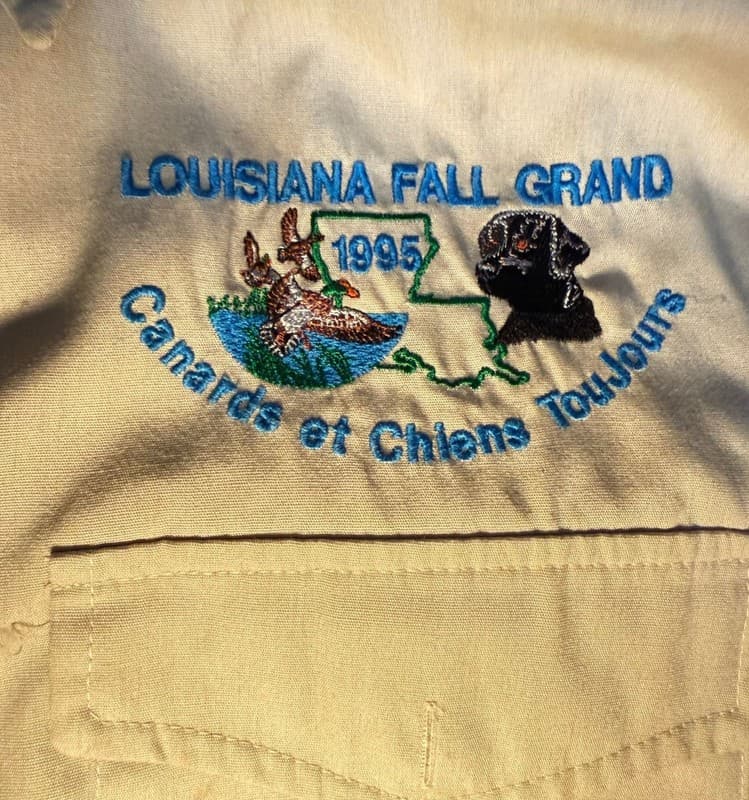 LOUISIANA FALL GRAND
1995
Canards et Chiens TouJours